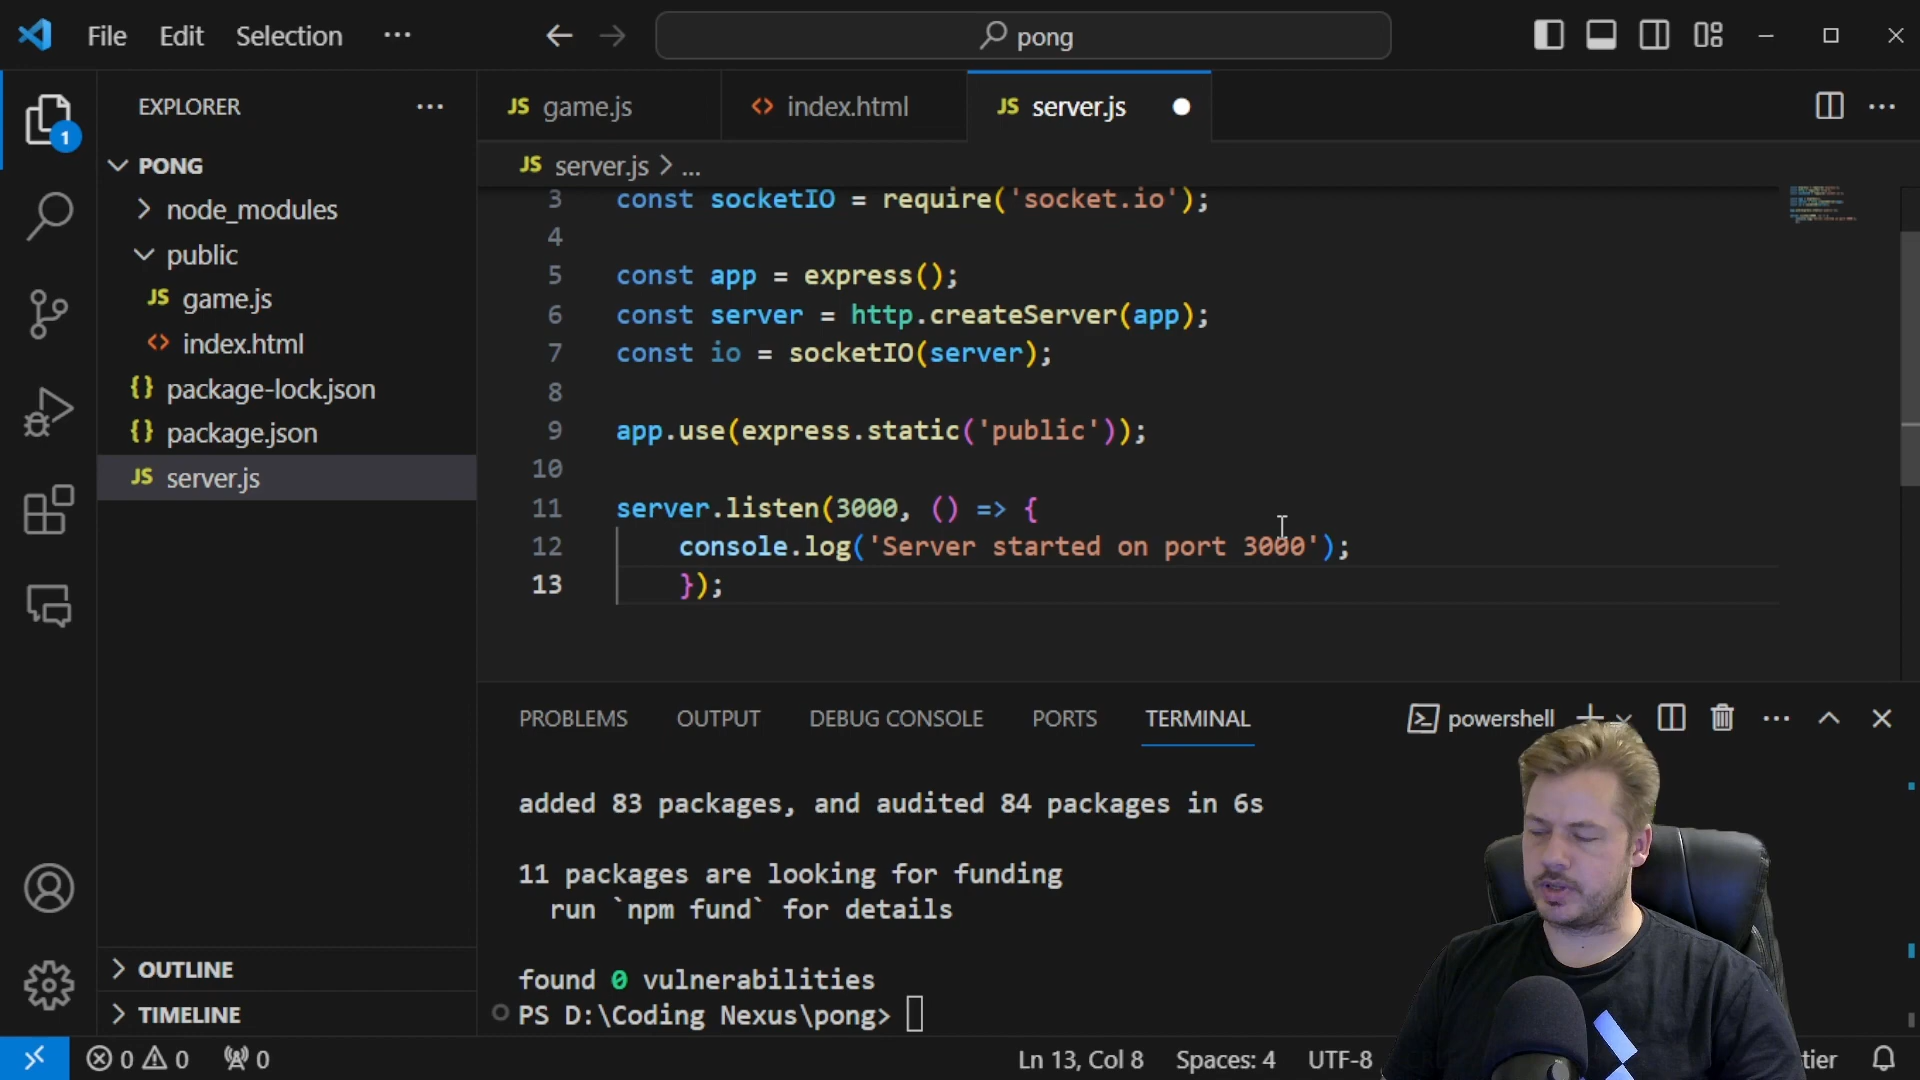 File Edit Selection ··· pong
EXPLORER ···
1
PONG
node_modules
public
JS game.js
<> index.html
{} package-lock.json
{} package.json
JS server.js
OUTLINE
TIMELINE
JS game.js <> index.html JS server.js
JS server.js > ...
3 const socketIO = require('socket.io');
4
5 const app = express();
6 const server = http.createServer(app);
7 const io = socketIO(server);
8
9 app.use(express.static('public'));
10
11 server.listen(3000, () => {
12 console.log('Server started on port 3000');
13 });
PROBLEMS OUTPUT DEBUG CONSOLE PORTS TERMINAL powershell
added 83 packages, and audited 84 packages in 6s
11 packages are looking for funding
run `npm fund` for details
found 0 vulnerabilities
PS D:\Coding Nexus\pong>
0 0 0 Ln 13, Col 8 Spaces: 4 UTF-8 tier